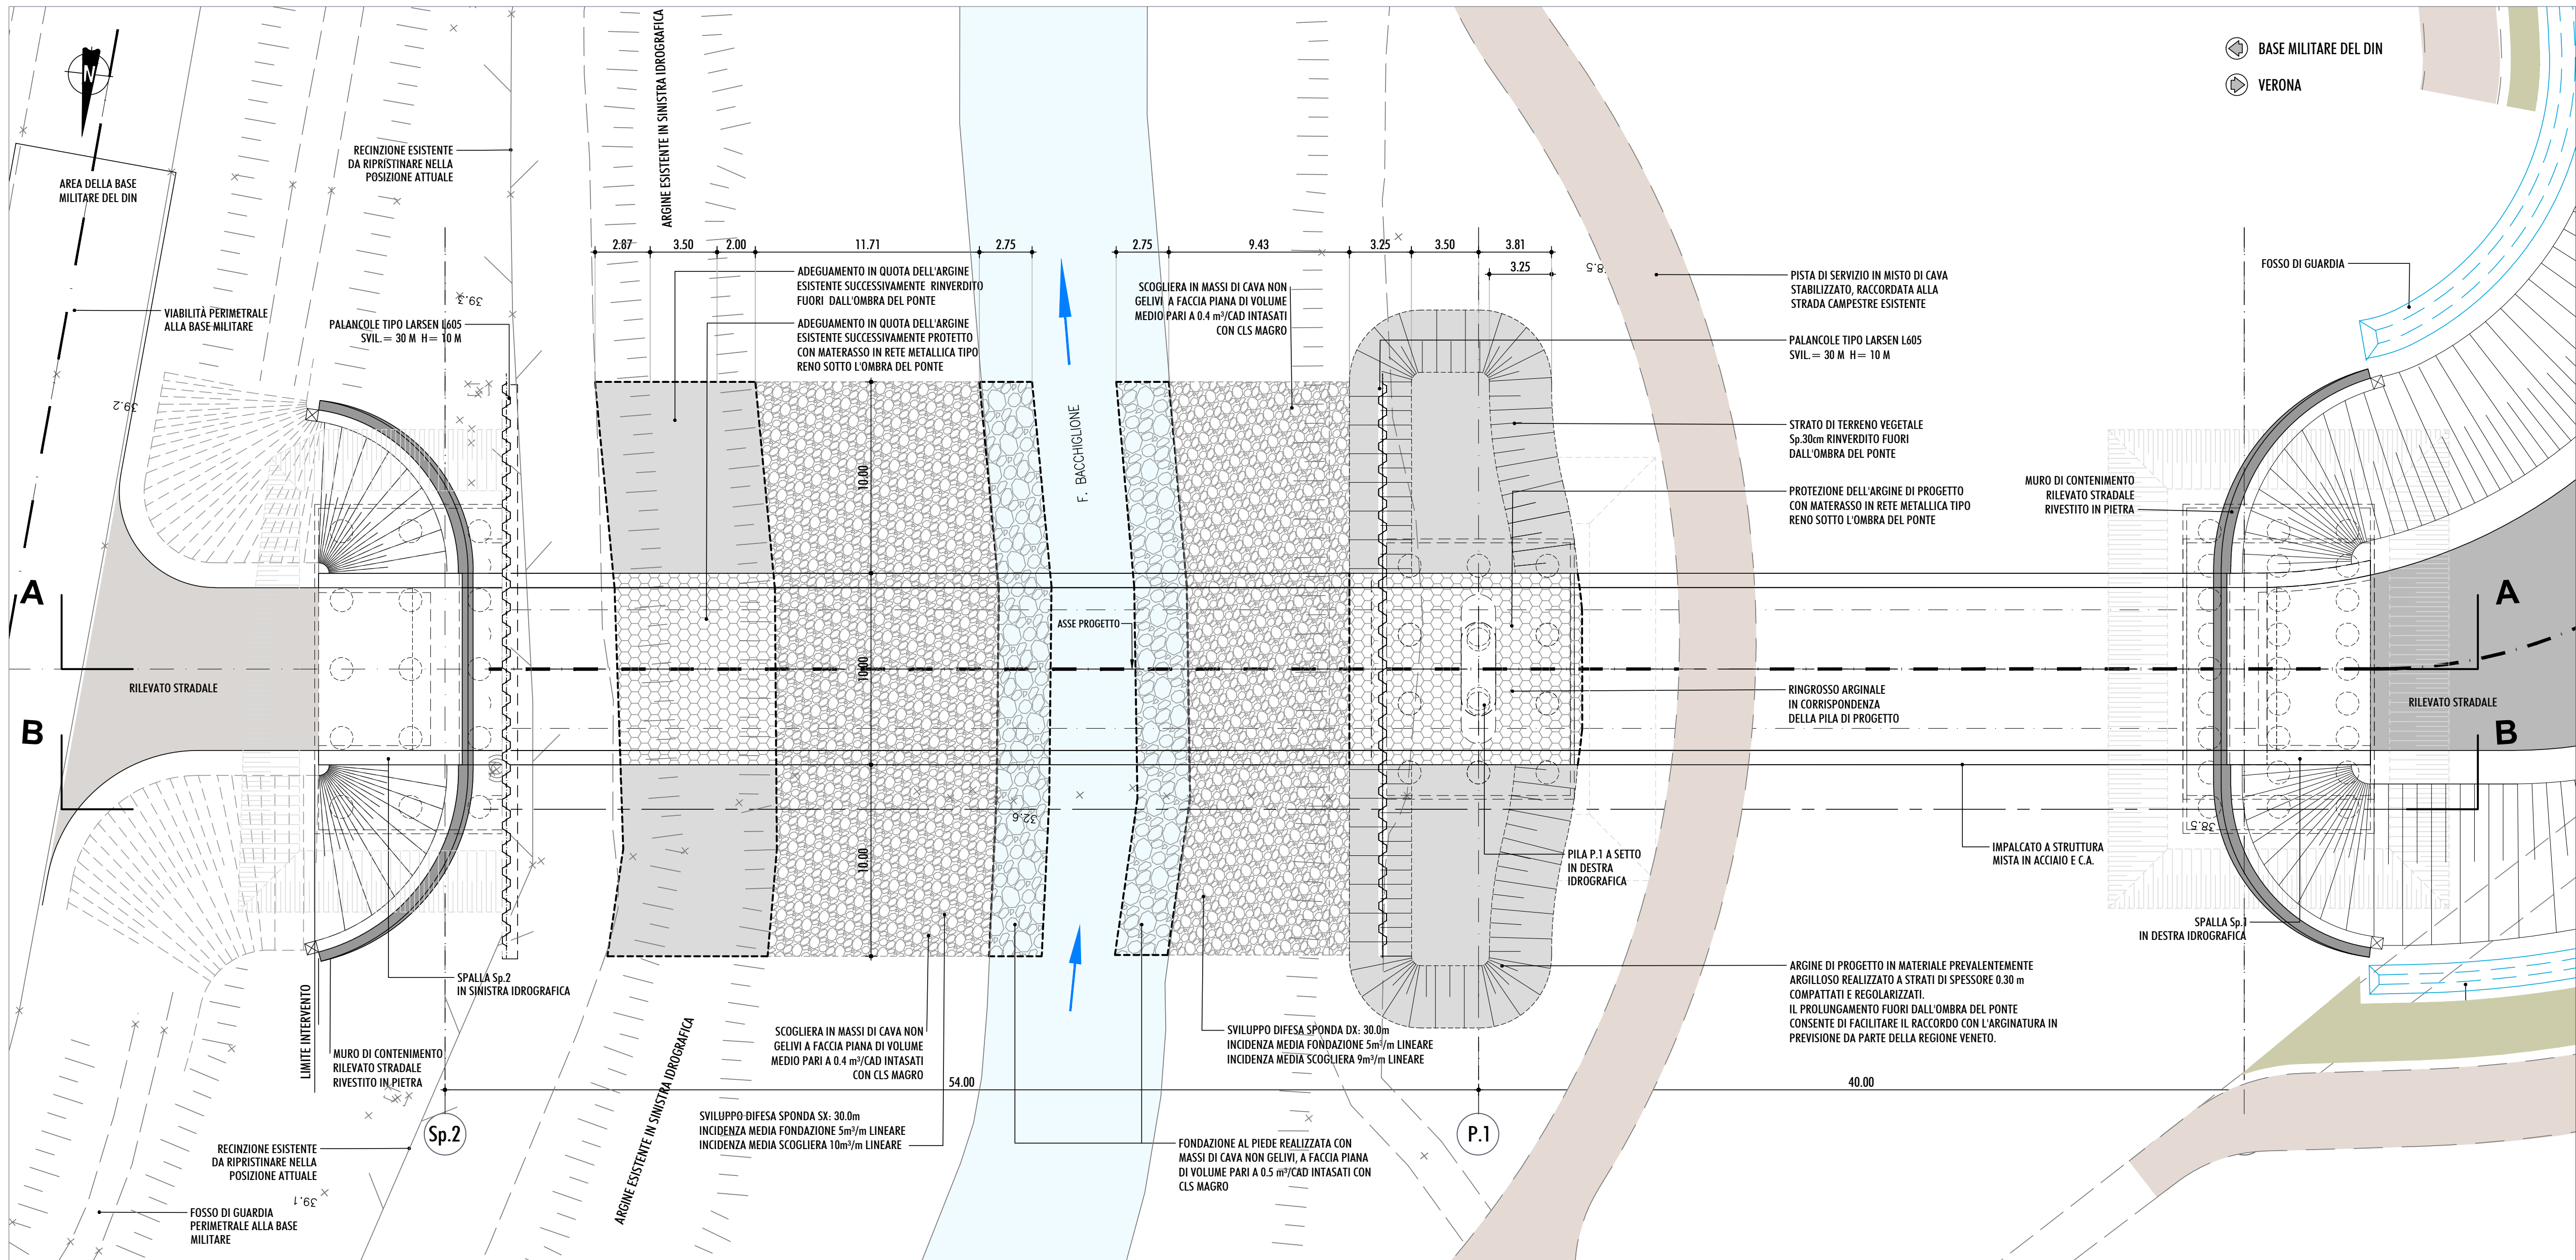 N
BASE MILITARE DEL DIN
VERONA
AREA DELLA BASE
MILITARE DEL DIN
RECINZIONE ESISTENTE
DA RIPRISTINARE NELLA
POSIZIONE ATTUALE
ARGINE ESISTENTE IN SINISTRA IDROGRAFICA
2.87
3.50
2.00
11.71
2.75
2.75
9.43
3.25
3.50
3.81
3.25
38.5
39.3
39.2
VIABILITÀ PERIMETRALE
ALLA BASE MILITARE
PALANCOLE TIPO LARSEN L605
SVIL.= 30 M H= 10 M
ADEGUAMENTO IN QUOTA DELL'ARGINE
ESISTENTE SUCCESSIVAMENTE RINVERDITO
FUORI DALL'OMBRA DEL PONTE
ADEGUAMENTO IN QUOTA DELL'ARGINE
ESISTENTE SUCCESSIVAMENTE PROTETTO
CON MATERASSO IN RETE METALLICA TIPO
RENO SOTTO L'OMBRA DEL PONTE
SCOGLIERA IN MASSI DI CAVA NON
GELIVI A FACCIA PIANA DI VOLUME
MEDIO PARI A 0.4 m³/CAD INTASATI
CON CLS MAGRO
PISTA DI SERVIZIO IN MISTO DI CAVA
STABILIZZATO, RACCORDATA ALLA
STRADA CAMPESTRE ESISTENTE
FOSSO DI GUARDIA
PALANCOLE TIPO LARSEN L605
SVIL.= 30 M H= 10 M
STRATO DI TERRENO VEGETALE
Sp.30cm RINVERDITO FUORI
DALL'OMBRA DEL PONTE
PROTEZIONE DELL'ARGINE DI PROGETTO
CON MATERASSO IN RETE METALLICA TIPO
RENO SOTTO L'OMBRA DEL PONTE
MURO DI CONTENIMENTO
RILEVATO STRADALE
RIVESTITO IN PIETRA
F. BACCHIGLIONE
10.00
10.00
10.00
A
A
ASSE PROGETTO
RILEVATO STRADALE
RINGROSSO ARGINALE
IN CORRISPONDENZA
DELLA PILA DI PROGETTO
RILEVATO STRADALE
B
B
32.6
38.5
PILA P.1 A SETTO
IN DESTRA
IDROGRAFICA
IMPALCATO A STRUTTURA
MISTA IN ACCIAIO E C.A.
SPALLA Sp.1
IN DESTRA IDROGRAFICA
SPALLA Sp.2
IN SINISTRA IDROGRAFICA
LIMITE INTERVENTO
MURO DI CONTENIMENTO
RILEVATO STRADALE
RIVESTITO IN PIETRA
ARGINE DI PROGETTO IN MATERIALE PREVALENTEMENTE
ARGILLOSO REALIZZATO A STRATI DI SPESSORE 0.30 m
COMPATTATI E REGOLARIZZATI.
IL PROLUNGAMENTO FUORI DALL'OMBRA DEL PONTE
CONSENTE DI FACILITARE IL RACCORDO CON L'ARGINATURA IN
PREVISIONE DA PARTE DELLA REGIONE VENETO.
SCOGLIERA IN MASSI DI CAVA NON
GELIVI A FACCIA PIANA DI VOLUME
MEDIO PARI A 0.4 m³/CAD INTASATI
CON CLS MAGRO
SVILUPPO DIFESA SPONDA DX: 30.0m
INCIDENZA MEDIA FONDAZIONE 5m³/m LINEARE
INCIDENZA MEDIA SCOGLIERA 9m³/m LINEARE
54.00
40.00
Sp.2
P.1
SVILUPPO DIFESA SPONDA SX: 30.0m
INCIDENZA MEDIA FONDAZIONE 5m³/m LINEARE
INCIDENZA MEDIA SCOGLIERA 10m³/m LINEARE
FONDAZIONE AL PIEDE REALIZZATA CON
MASSI DI CAVA NON GELIVI, A FACCIA PIANA
DI VOLUME PARI A 0.5 m³/CAD INTASATI CON
CLS MAGRO
ARGINE ESISTENTE IN SINISTRA IDROGRAFICA
RECINZIONE ESISTENTE
DA RIPRISTINARE NELLA
POSIZIONE ATTUALE
39.1
FOSSO DI GUARDIA
PERIMETRALE ALLA BASE
MILITARE